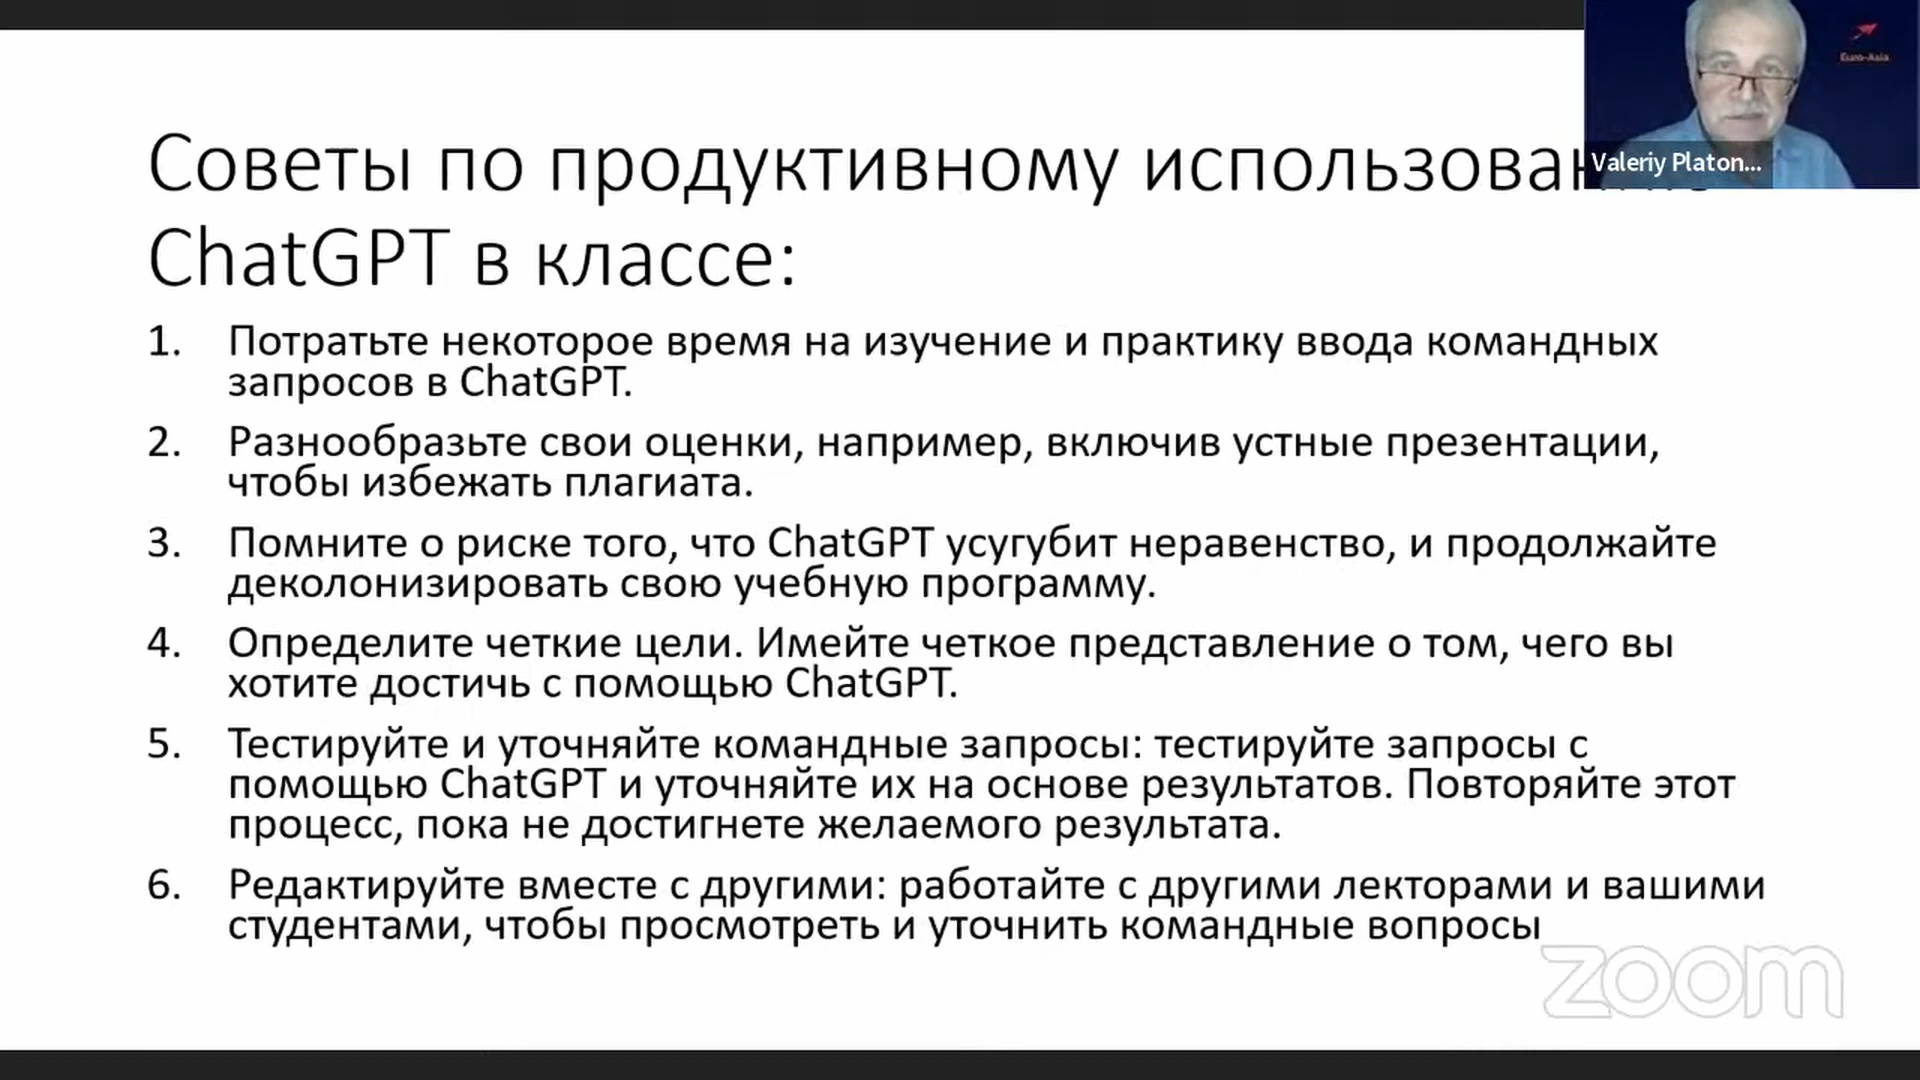 Euro-Asia
Valeriy Platon...
Советы по продуктивному
ChatGPT в классе:
1. Потратьте некоторое время на изучение и практику ввода командных
запросов в ChatGPT.
2. Разнообразьте свои оценки, например, включив устные презентации,
чтобы избежать плагиата.
3. Помните о риске того, что ChatGPT усугубит неравенство, и продолжайте
деколонизировать свою учебную программу.
4. Определите четкие цели. Имейте четкое представление о том, чего вы
хотите достичь с помощью ChatGPT.
5. Тестируйте и уточняйте командные запросы: тестируйте запросы с
помощью ChatGPT и уточняйте их на основе результатов. Повторяйте этот
процесс, пока не достигнете желаемого результата.
6. Редактируйте вместе с другими: работайте с другими лекторами и вашими
студентами, чтобы просмотреть и уточнить командные вопросы
zoom